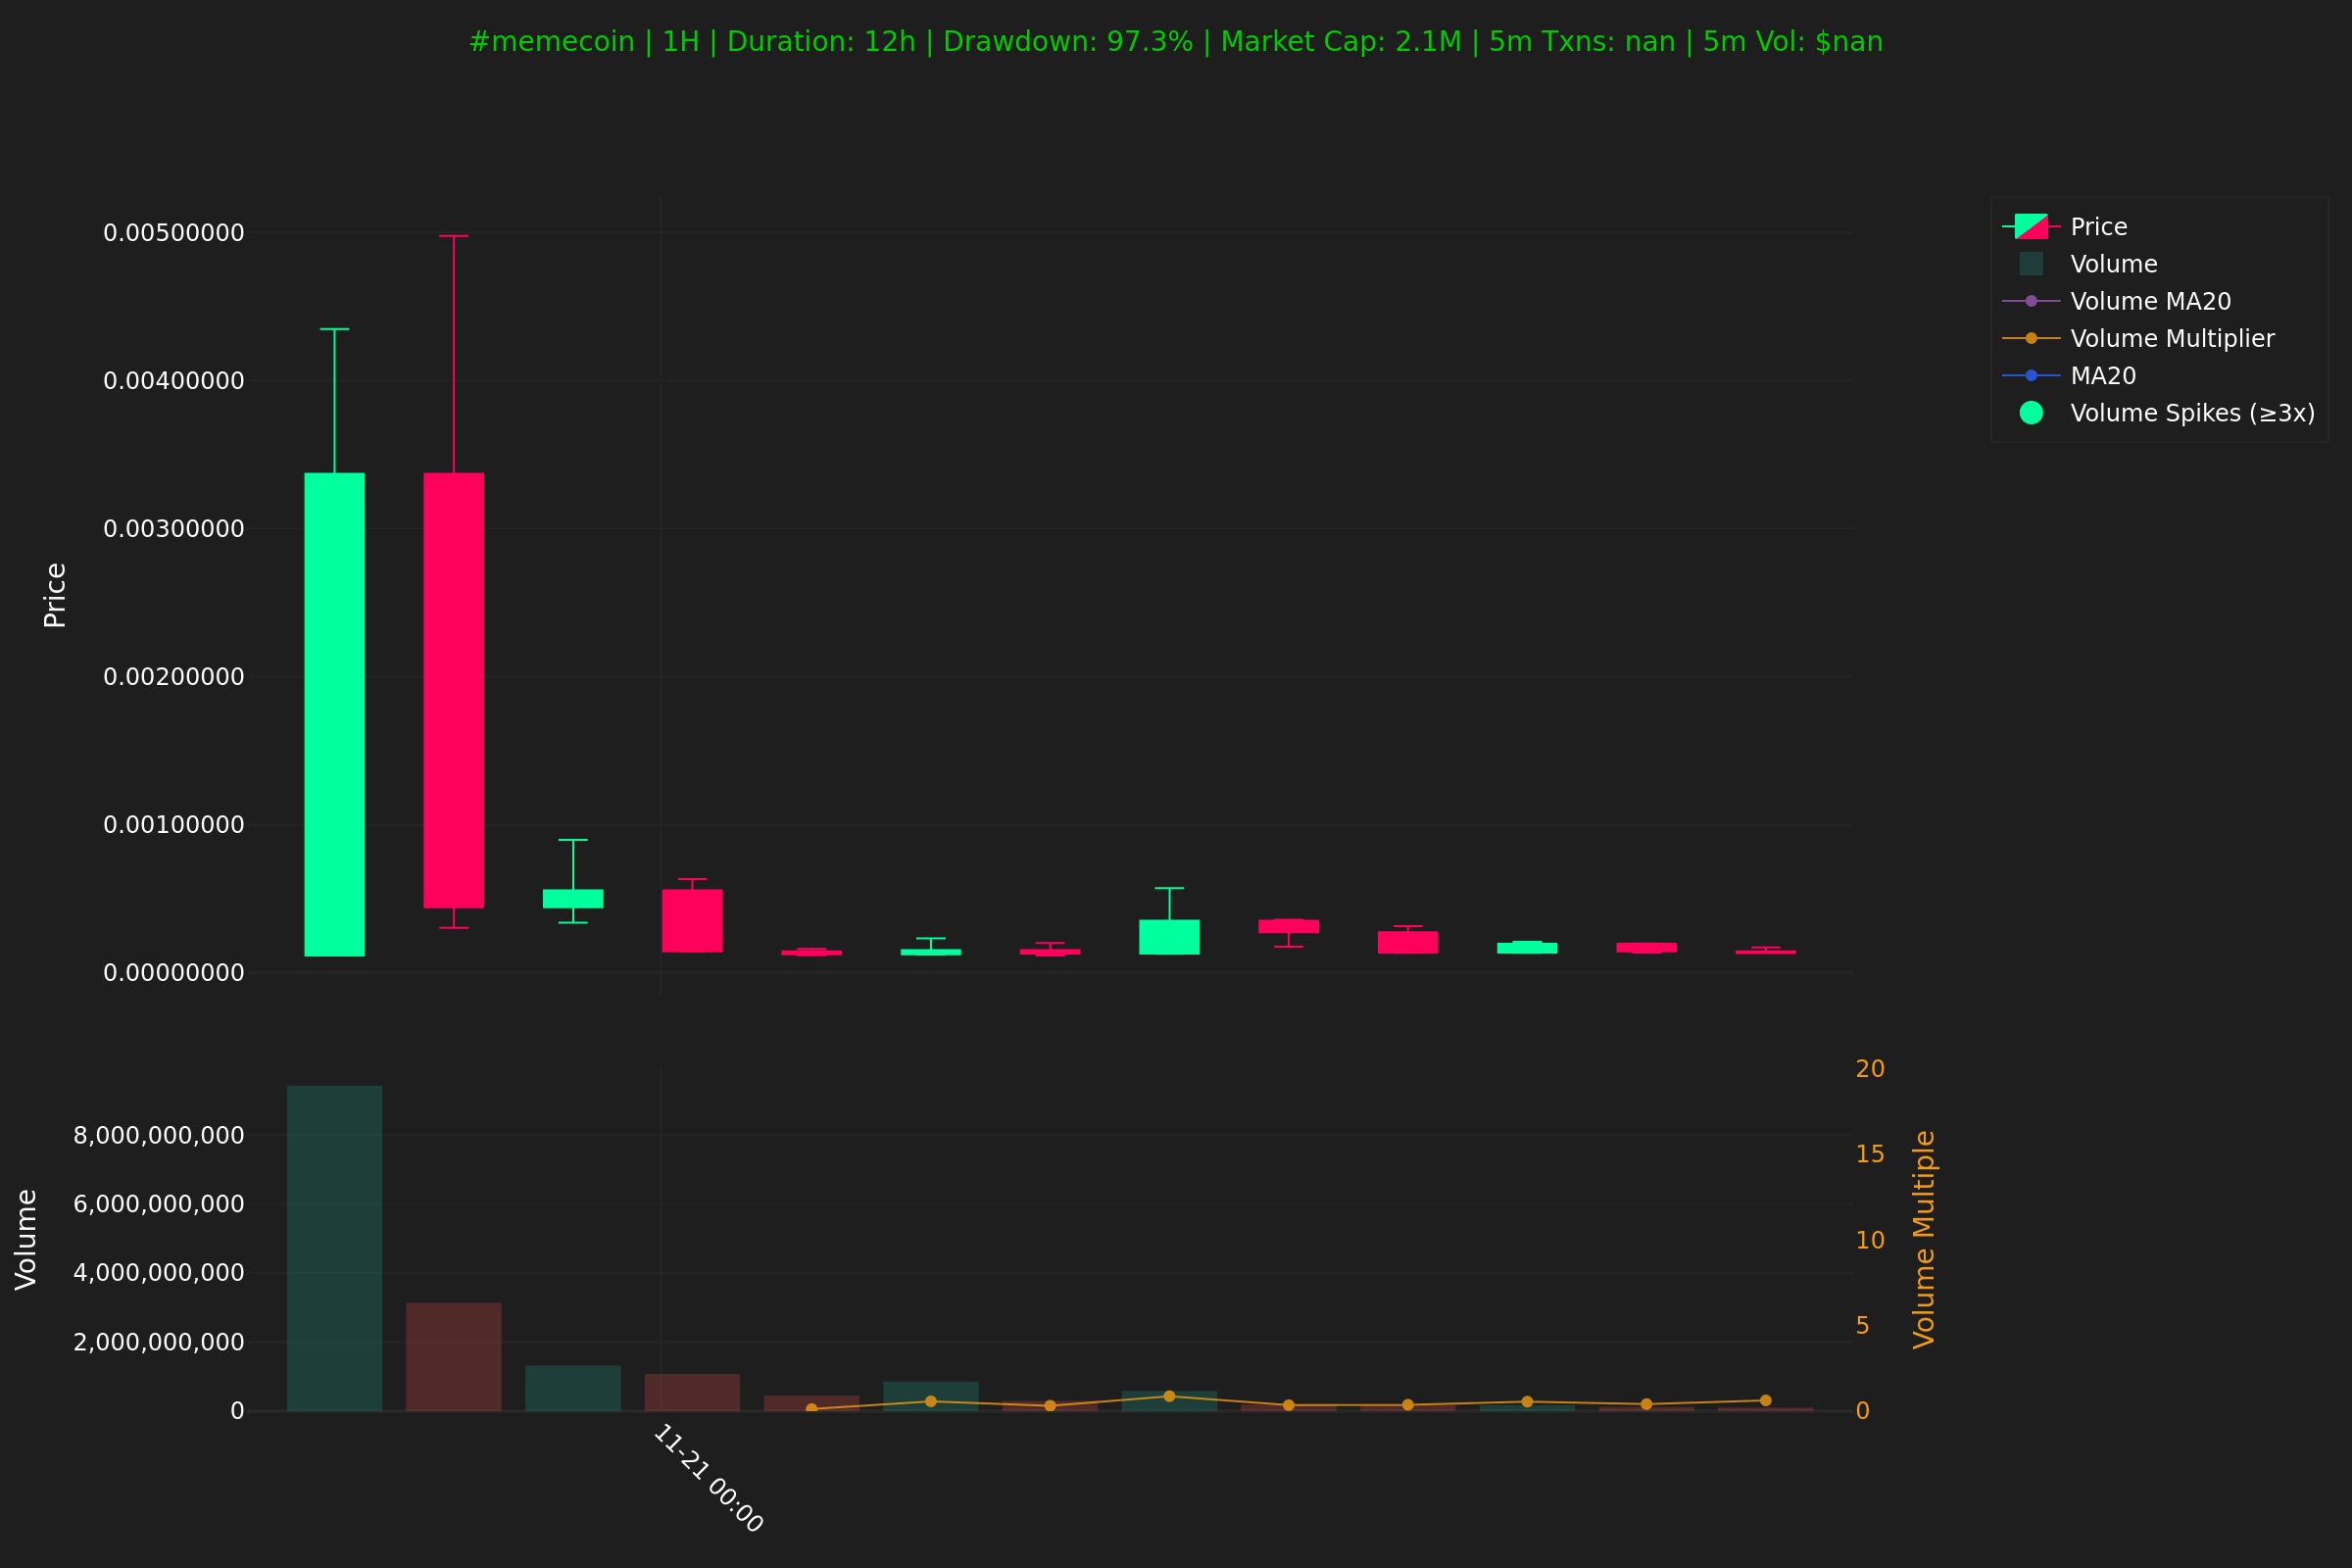 #memecoin | 1H | Duration: 12h | Drawdown: 97.3% | Market Cap: 2.1M | 5m Txns: nan | 5m Vol: $nan
Price
Volume
Volume MA20
Volume Multiplier
MA20
Volume Spikes (≥3x)
0.00500000
0.00400000
0.00300000
0.00200000
0.00100000
0.00000000
Price
8,000,000,000
6,000,000,000
4,000,000,000
2,000,000,000
0
Volume
20
15
10
5
0
Volume Multiple
11-21 00:00